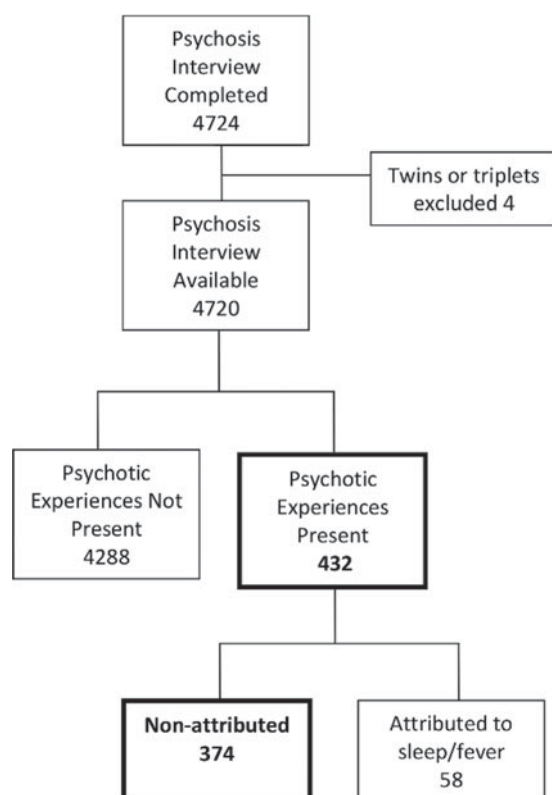 Psychosis
Interview
Completed
4724
Twins or triplets
excluded 4
Psychosis
Interview
Available
4720
Psychotic
Experiences Not
Present
4288
Psychotic
Experiences
Present
432
Non-attributed
374
Attributed to
sleep/fever
58